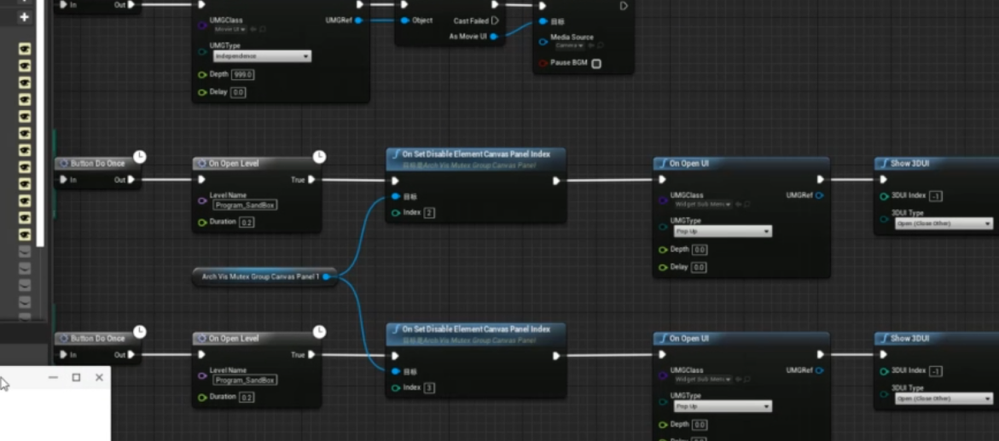 In Out
UMGClass UMGRef
Movie UI
UMGType
Independence
Depth 999.0
Delay 0.0
Object Cast Failed
As Movie UI
目标
Media Source
Camera
Pause BGM
Button Do Once
In Out
On Open Level
True
Level Name
Program_SandBox
Duration 0.2
On Set Disable Element Canvas Panel Index
目标是Arch Vis Mutex Group Canvas Panel
目标
Index 2
On Open UI
UMGClass UMGRef
Widget Sub Menu
UMGType
Pop Up
Depth 0.0
Delay 0.0
Show 3DUI
3DUI Index -1
3DUI Type
Open (Close Other)
Arch Vis Mutex Group Canvas Panel 1
Button Do Once
In Out
On Open Level
True
Level Name
Program_SandBox
Duration 0.2
On Set Disable Element Canvas Panel Index
目标是Arch Vis Mutex Group Canvas Panel
目标
Index 3
On Open UI
UMGClass UMGRef
Widget Sub Menu
UMGType
Pop Up
Depth 0.0
Show 3DUI
3DUI Index -1
3DUI Type
Open (Close Other)